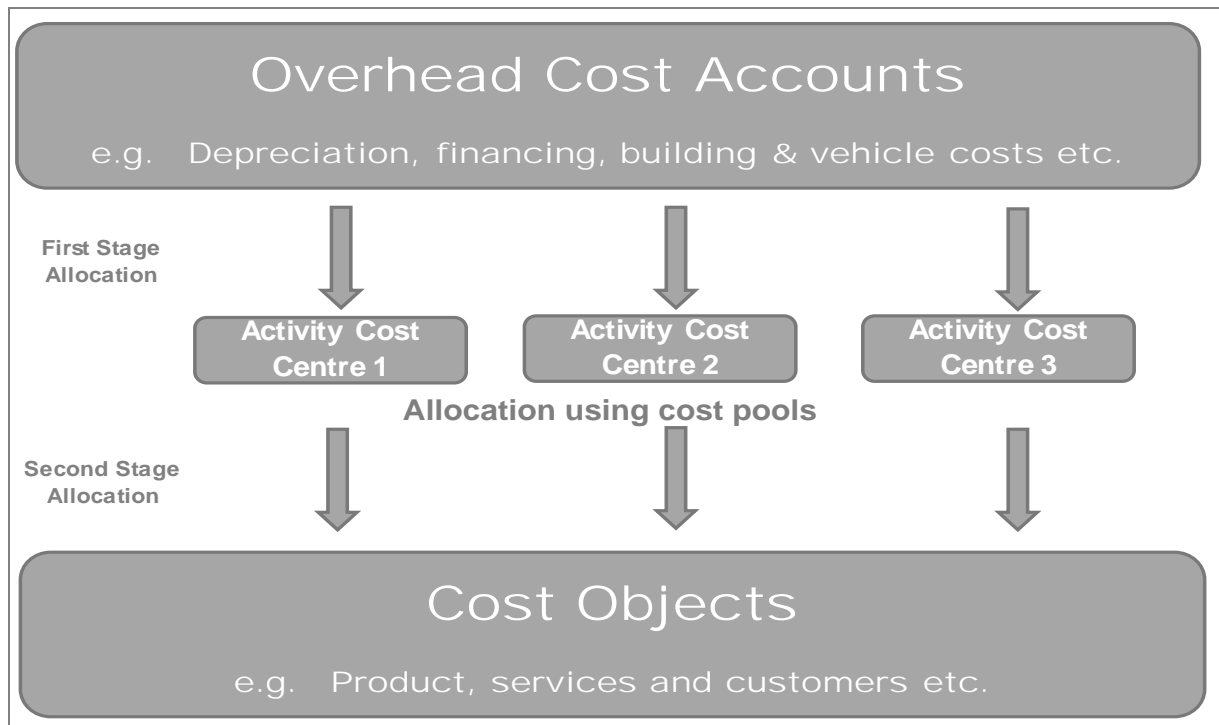 Overhead Cost Accounts
e.g. Depreciation, financing, building & vehicle costs etc.
First Stage
Allocation
Activity Cost
Centre 1
Activity Cost
Centre 2
Activity Cost
Centre 3
Allocation using cost pools
Second Stage
Allocation
Cost Objects
e.g. Product, services and customers etc.